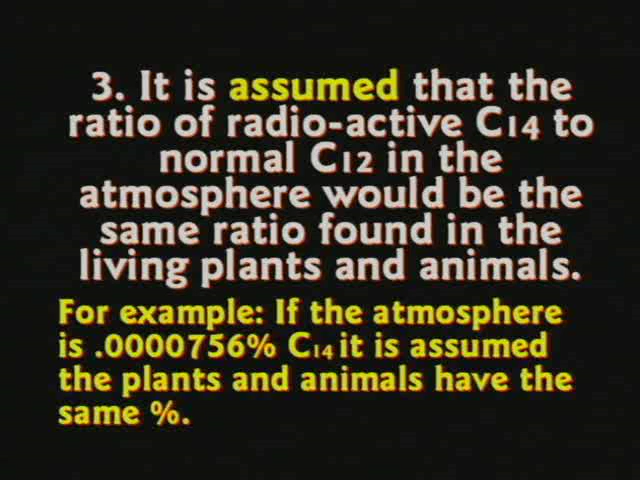 3. It is assumed that the
ratio of radio-active C14 to
normal C12 in the
atmosphere would be the
same ratio found in the
living plants and animals.
For example: If the atmosphere
is .0000756% C14 it is assumed
the plants and animals have the
same %.